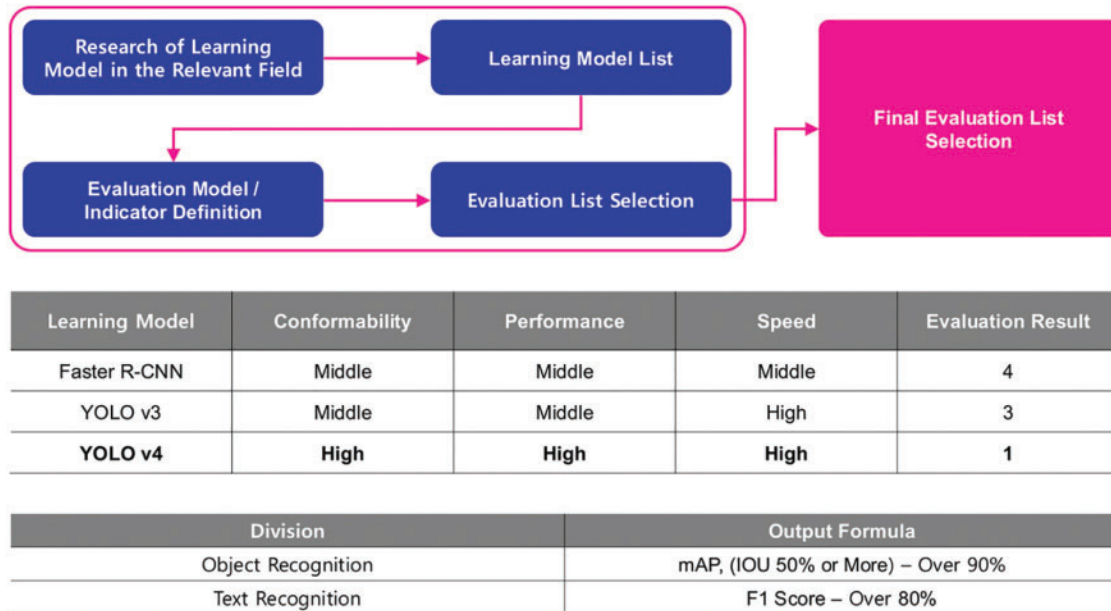 Research of Learning
Model in the Relevant Field
Learning Model List
Evaluation Model /
Indicator Definition
Evaluation List Selection
Final Evaluation List
Selection
Learning Model Conformability Performance Speed Evaluation Result
Faster R-CNN Middle Middle Middle 4
YOLO v3 Middle Middle High 3
YOLO v4 High High High 1
Division Output Formula
Object Recognition mAP, (IOU 50% or More) – Over 90%
Text Recognition F1 Score – Over 80%